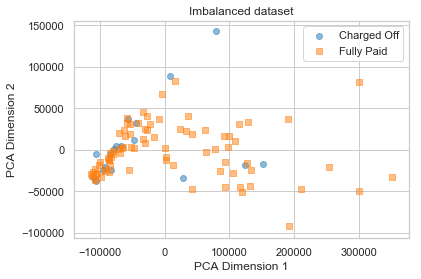 Imbalanced dataset
Charged Off
Fully Paid
PCA Dimension 2
150000
100000
50000
0
−50000
−100000
−100000 0 100000 200000 300000
PCA Dimension 1